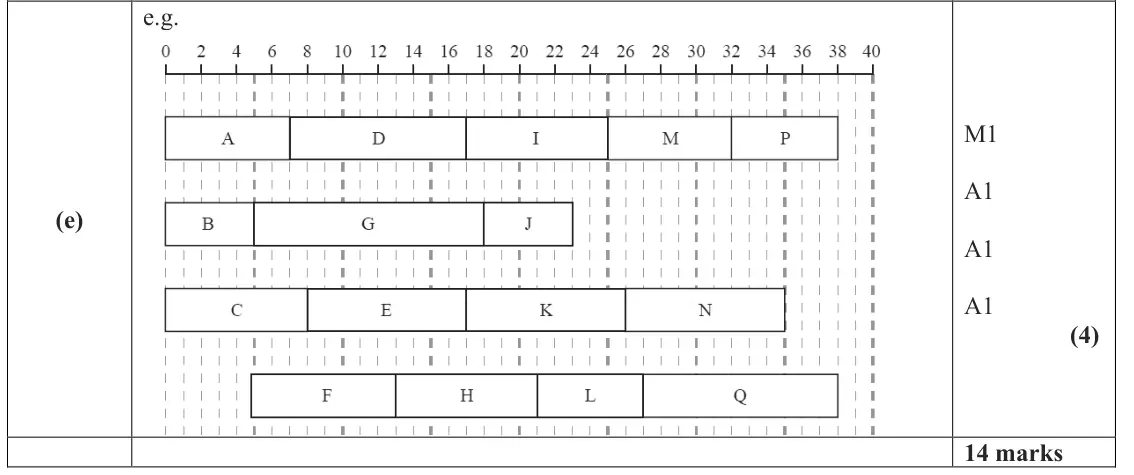 e.g.
0 2 4 6 8 10 12 14 16 18 20 22 24 26 28 30 32 34 36 38 40
A D I M P
M1
B G J
A1
(e)
A1
C E K N
A1
(4)
F H L Q
14 marks